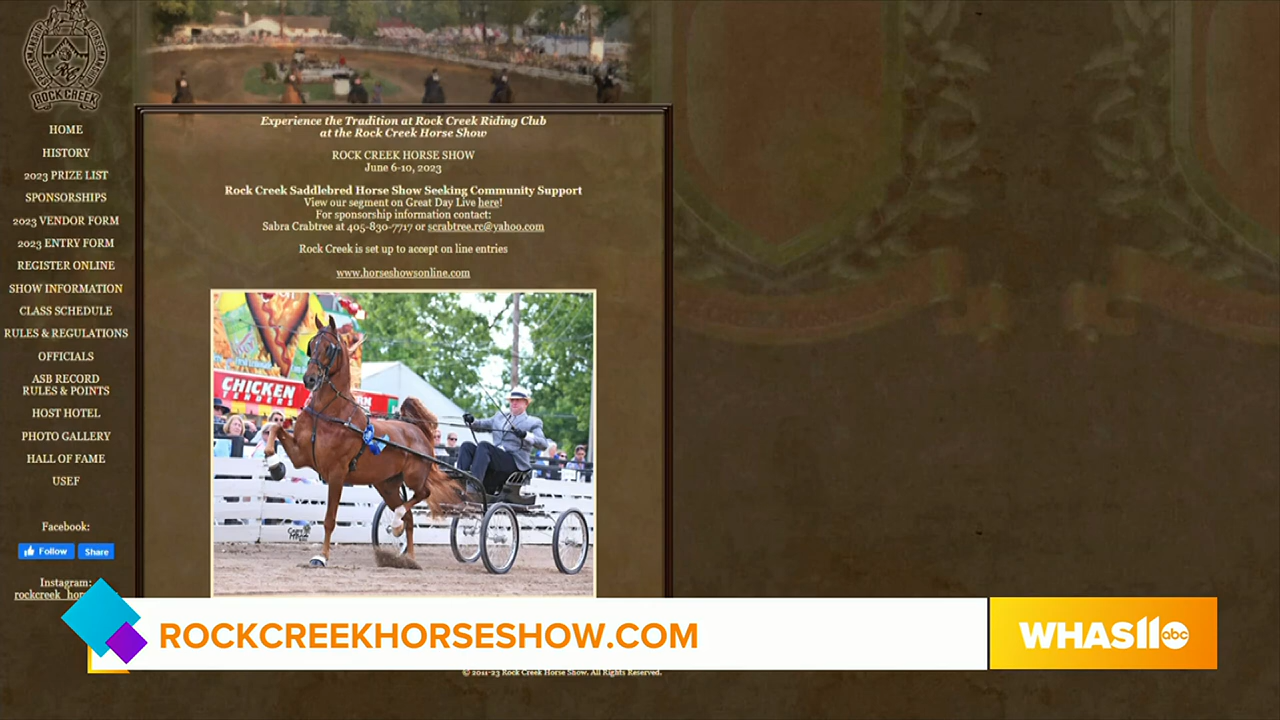 SPORTSMANSHIP
HORSEMANSHIP
ROCK CREEK
HOME
HISTORY
2023 PRIZE LIST
SPONSORSHIPS
2023 VENDOR FORM
2023 ENTRY FORM
REGISTER ONLINE
SHOW INFORMATION
CLASS SCHEDULE
RULES & REGULATIONS
OFFICIALS
ASB RECORD
RULES & POINTS
HOST HOTEL
PHOTO GALLERY
HALL OF FAME
USEF
Facebook:
Follow
Share
Instagram:
Experience the Tradition at Rock Creek Riding Club
at the Rock Creek Horse Show
ROCK CREEK HORSE SHOW
June 6-10, 2023
Rock Creek Saddlebred Horse Show Seeking Community Support
View our segment on Great Day Live here!
For sponsorship information contact:
Sabra Crabtree at 405-830-7717 or scrabtree.rc@yahoo.com
Rock Creek is set up to accept on line entries
www.horseshowsonline.com
CHICKEN
TENDERS
ROCKCREEKHORSESHOW.COM
WHAS11 abc
© 2011-23 Rock Creek Horse Show. All Rights Reserved.